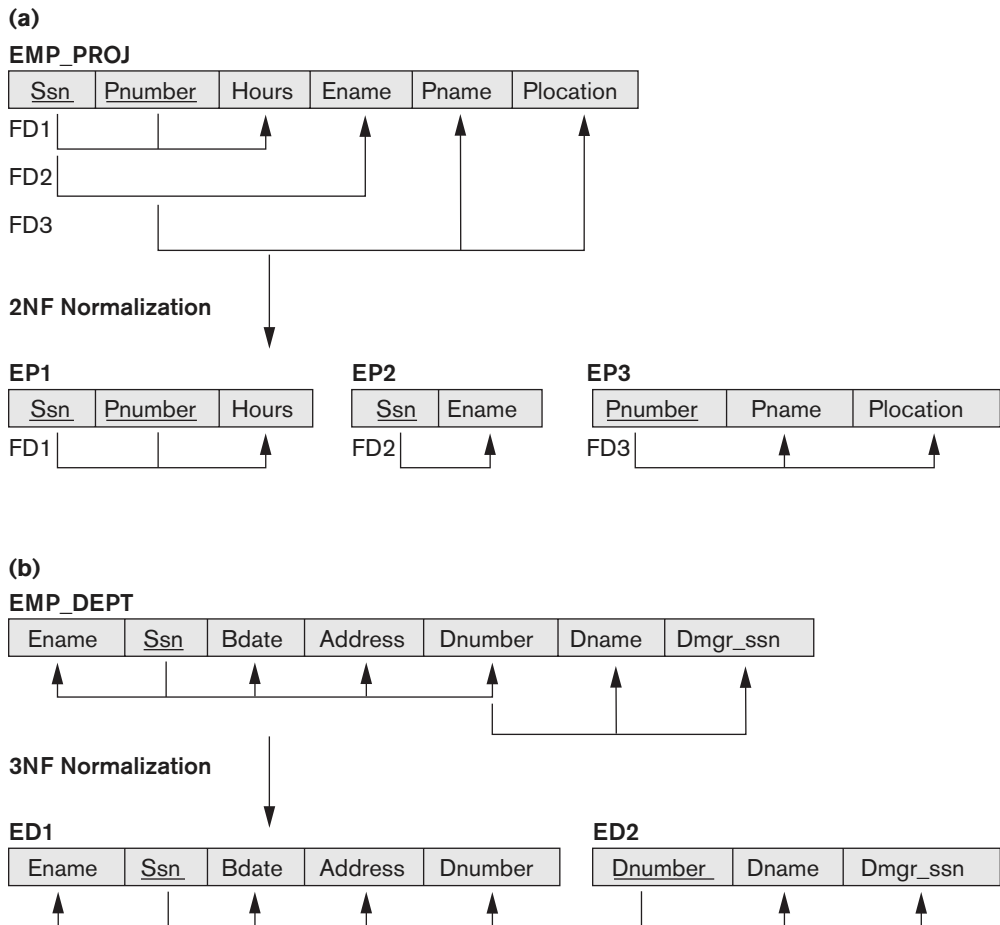 (a)
EMP_PROJ
Ssn Pnumber Hours Ename Pname Plocation
FD1
FD2
FD3
2NF Normalization
EP1 EP2 EP3
Ssn Pnumber Hours Ssn Ename Pnumber Pname Plocation
FD1 FD2 FD3
(b)
EMP_DEPT
Ename Ssn Bdate Address Dnumber Dname Dmgr_ssn
3NF Normalization
ED1 ED2
Ename Ssn Bdate Address Dnumber Dnumber Dname Dmgr_ssn